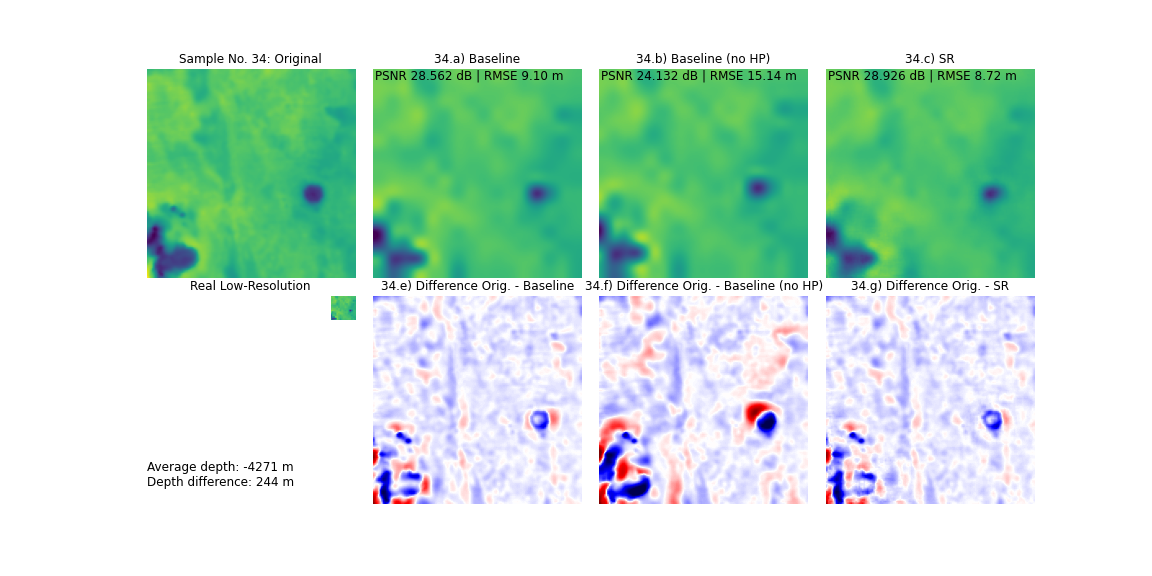 Sample No. 34: Original
34.a) Baseline
34.b) Baseline (no HP)
34.c) SR
PSNR 28.562 dB | RMSE 9.10 m
PSNR 24.132 dB | RMSE 15.14 m
PSNR 28.926 dB | RMSE 8.72 m
Real Low-Resolution
34.e) Difference Orig. - Baseline
34.f) Difference Orig. - Baseline (no HP)
34.g) Difference Orig. - SR
Average depth: -4271 m
Depth difference: 244 m